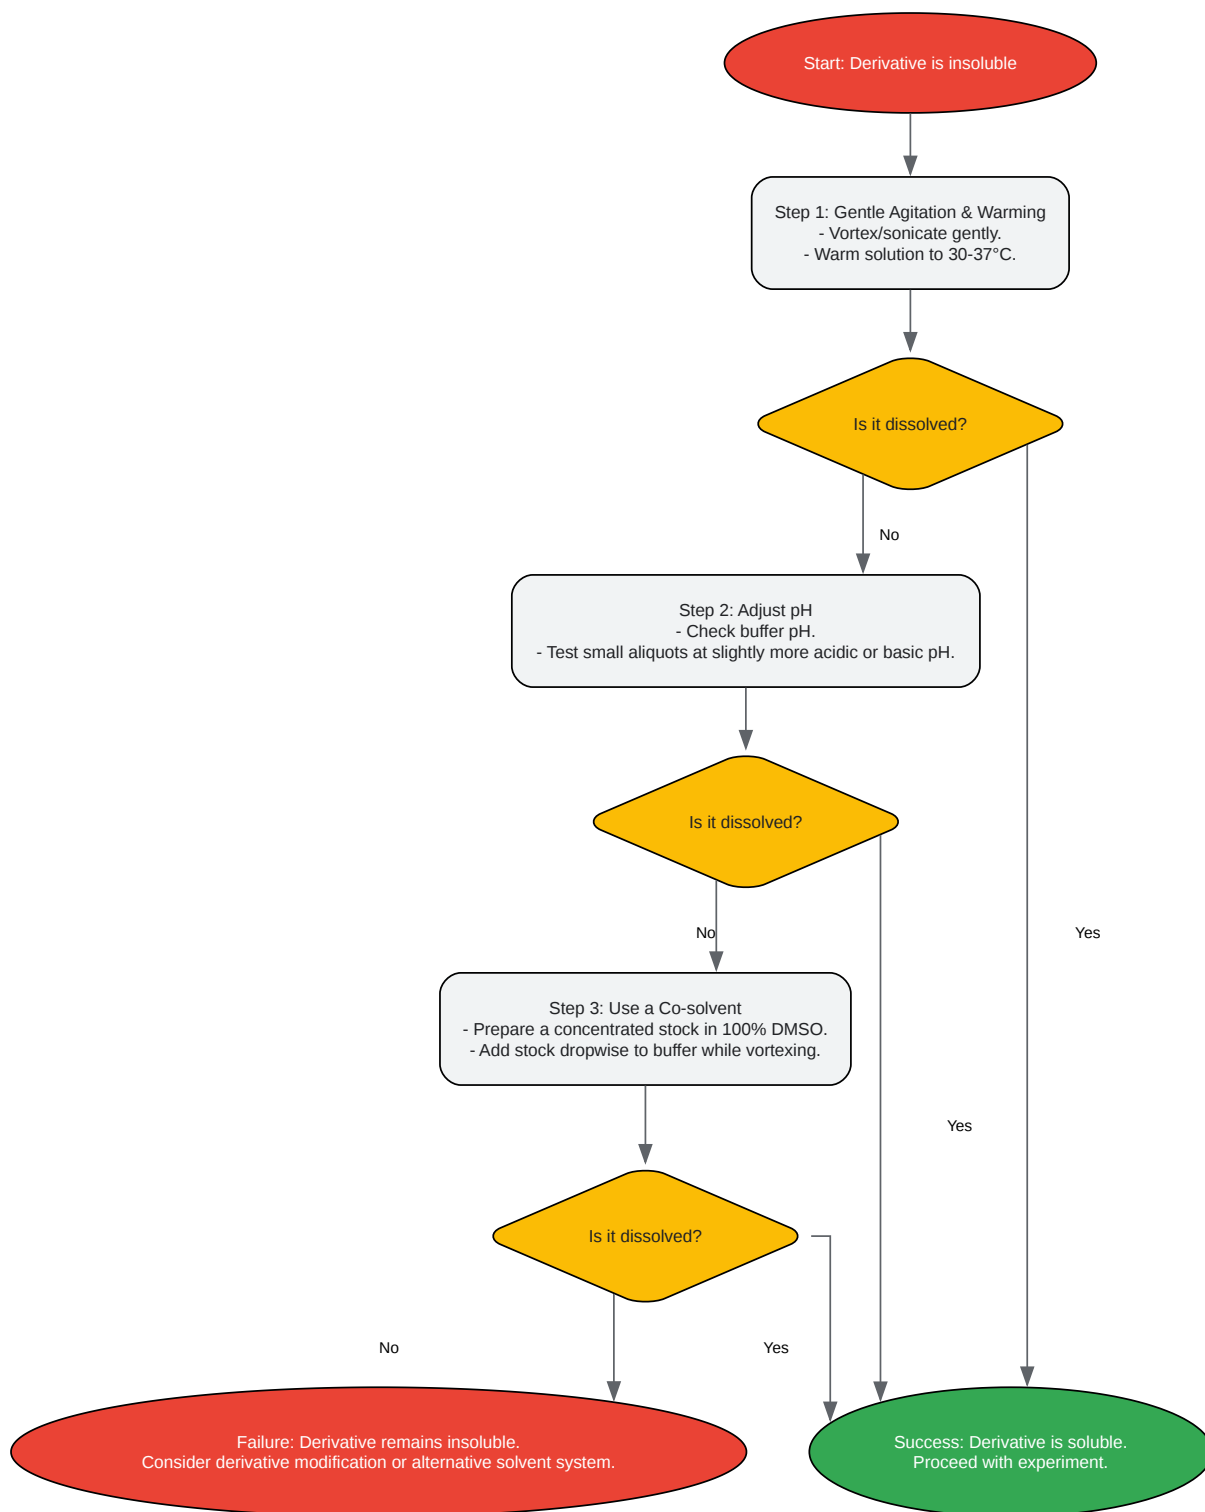 Start: Derivative is insoluble
Step 1: Gentle Agitation & Warming
- Vortex/sonicate gently.
- Warm solution to 30-37°C.
Is it dissolved?
No
Step 2: Adjust pH
- Check buffer pH.
- Test small aliquots at slightly more acidic or basic pH.
Is it dissolved?
No
Yes
Step 3: Use a Co-solvent
- Prepare a concentrated stock in 100% DMSO.
- Add stock dropwise to buffer while vortexing.
Yes
Is it dissolved?
No
Yes
Failure: Derivative remains insoluble.
Consider derivative modification or alternative solvent system.
Success: Derivative is soluble.
Proceed with experiment.